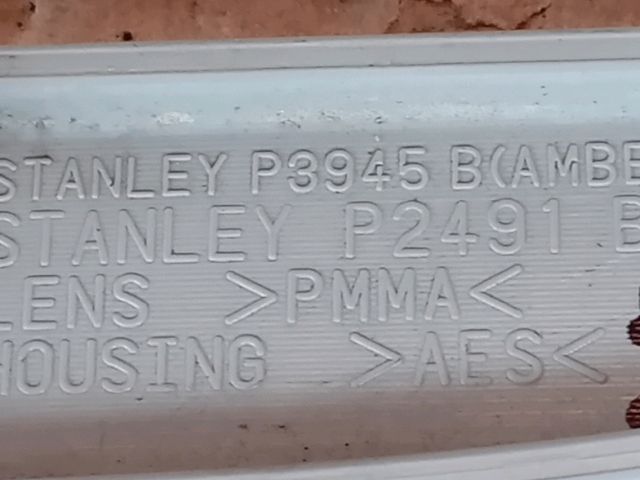 STANLEY P3945 B(AMBE
STANLEY P2491 B
LENS >PMMA<
HOUSING >AES<